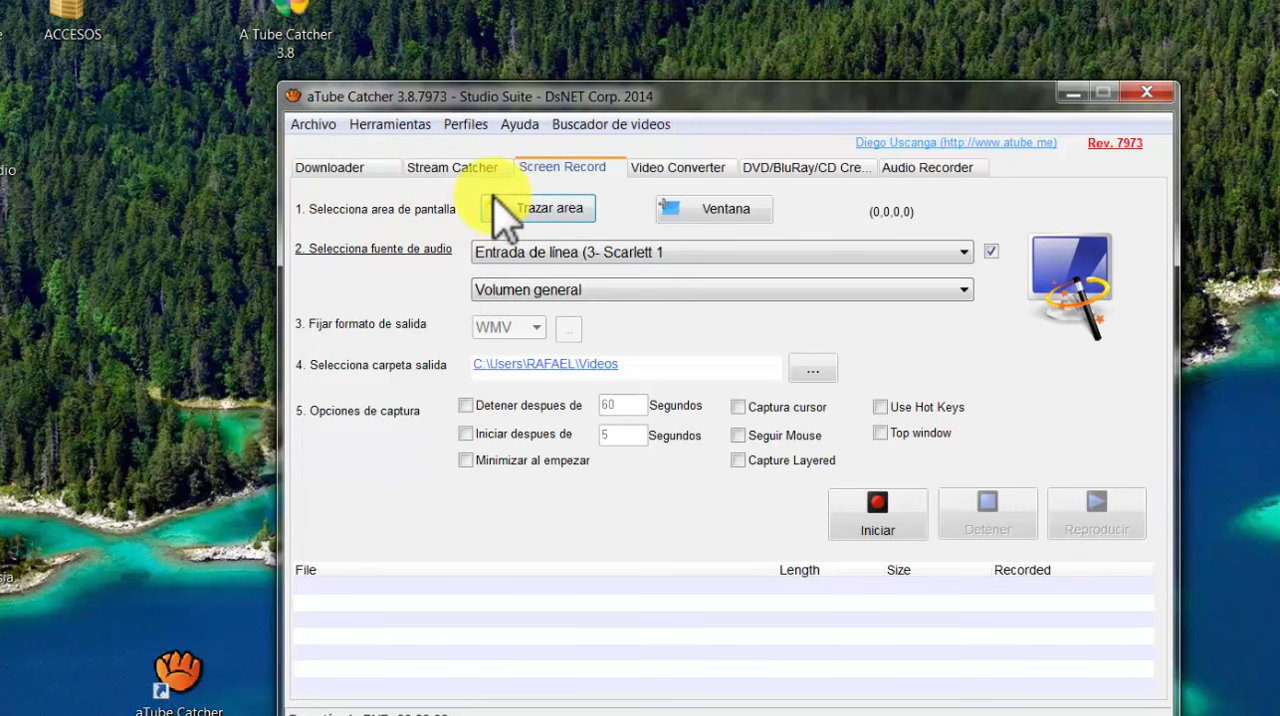 ACCESOS
A Tube Catcher
3.8
aTube Catcher 3.8.7973 - Studio Suite - DsNET Corp. 2014
Archivo Herramientas Perfiles Ayuda Buscador de videos
Diego Uscanga (http://www.atube.me) Rev. 7973
Downloader Stream Catcher Screen Record Video Converter DVD/BluRay/CD Cre... Audio Recorder
1. Selecciona area de pantalla Trazar area Ventana (0,0,0,0)
2. Selecciona fuente de audio Entrada de línea (3- Scarlett 1
Volumen general
3. Fijar formato de salida WMV ...
4. Selecciona carpeta salida C:\Users\RAFAEL\Videos ...
5. Opciones de captura
Detener despues de 60 Segundos Captura cursor Use Hot Keys
Iniciar despues de 5 Segundos Seguir Mouse Top window
Minimizar al empezar Capture Layered
Iniciar Detener Reproducir
File Length Size Recorded
aTube Catcher